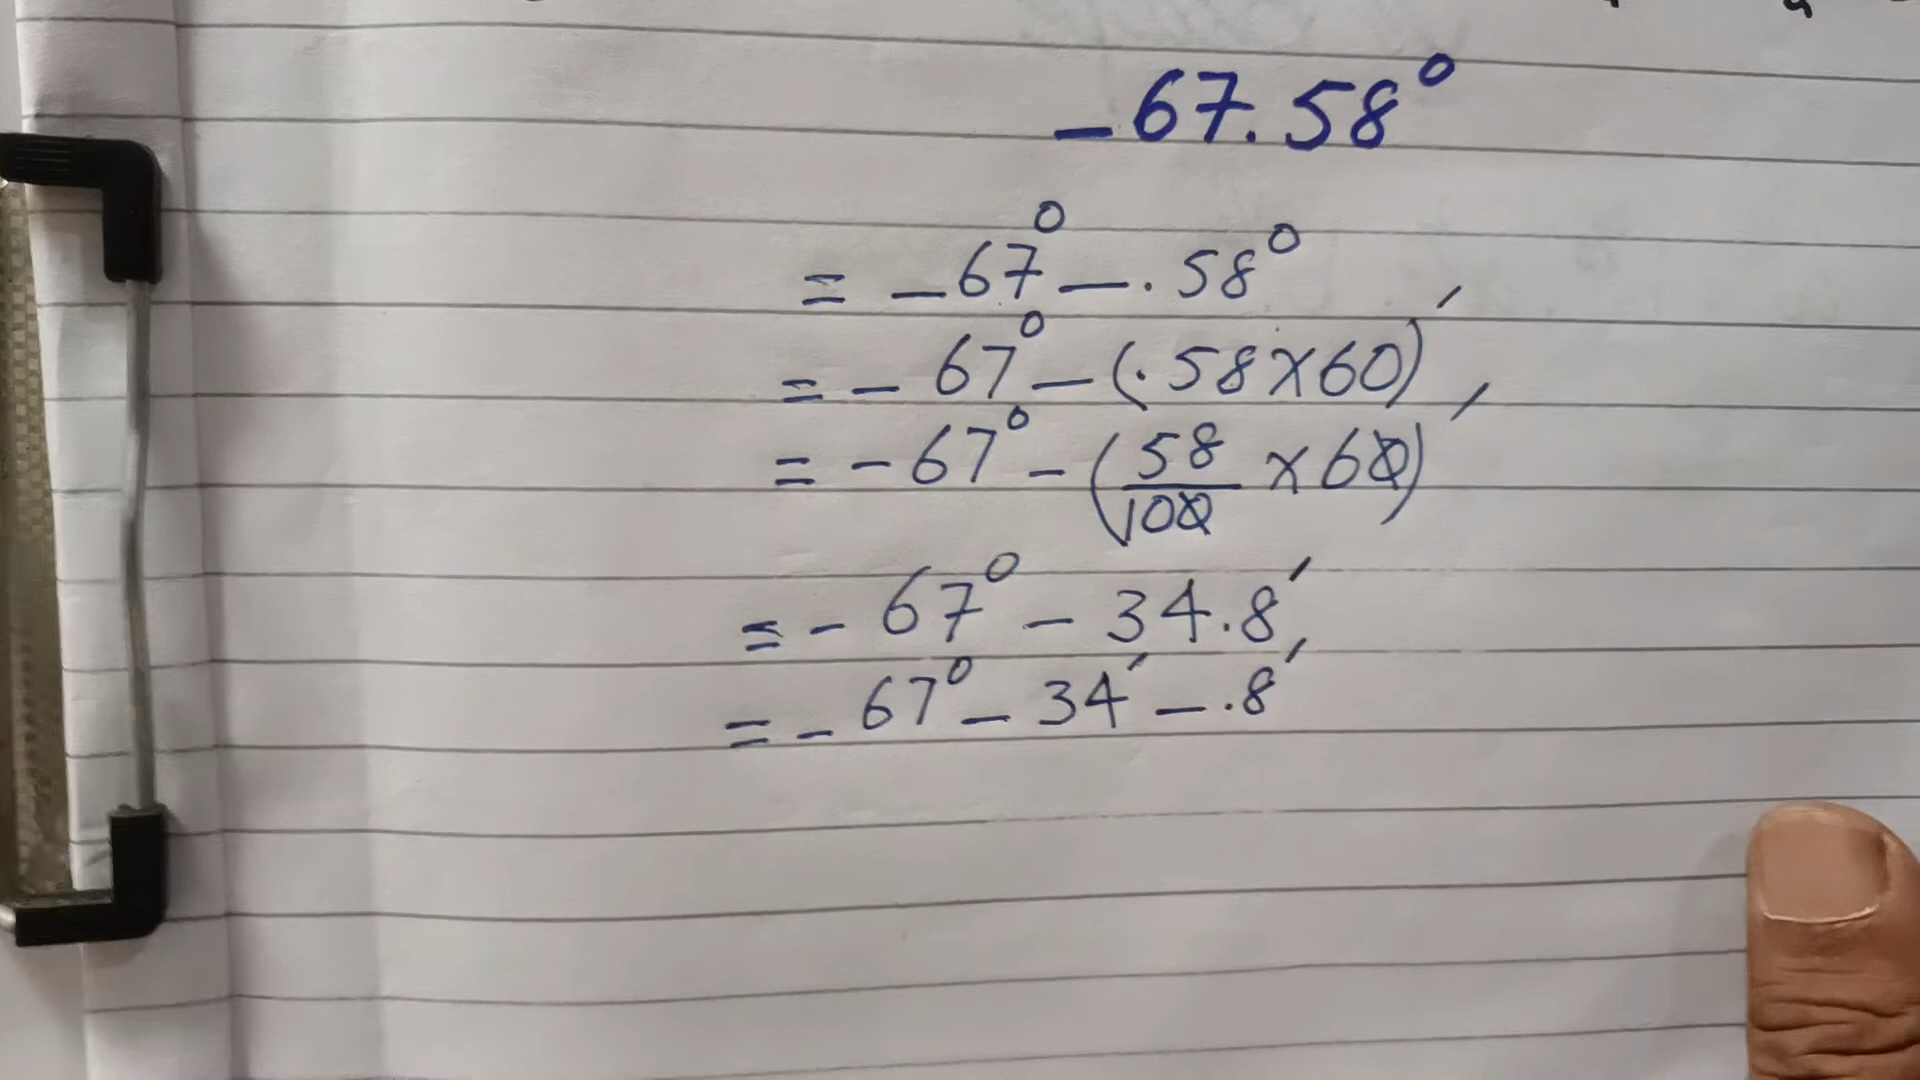 -67.58°
= -67° - .58°
= -67° - (.58×60)′
= -67° - (58/100 ×60)′
= -67° - 34.8′
= -67° - 34′ - .8′